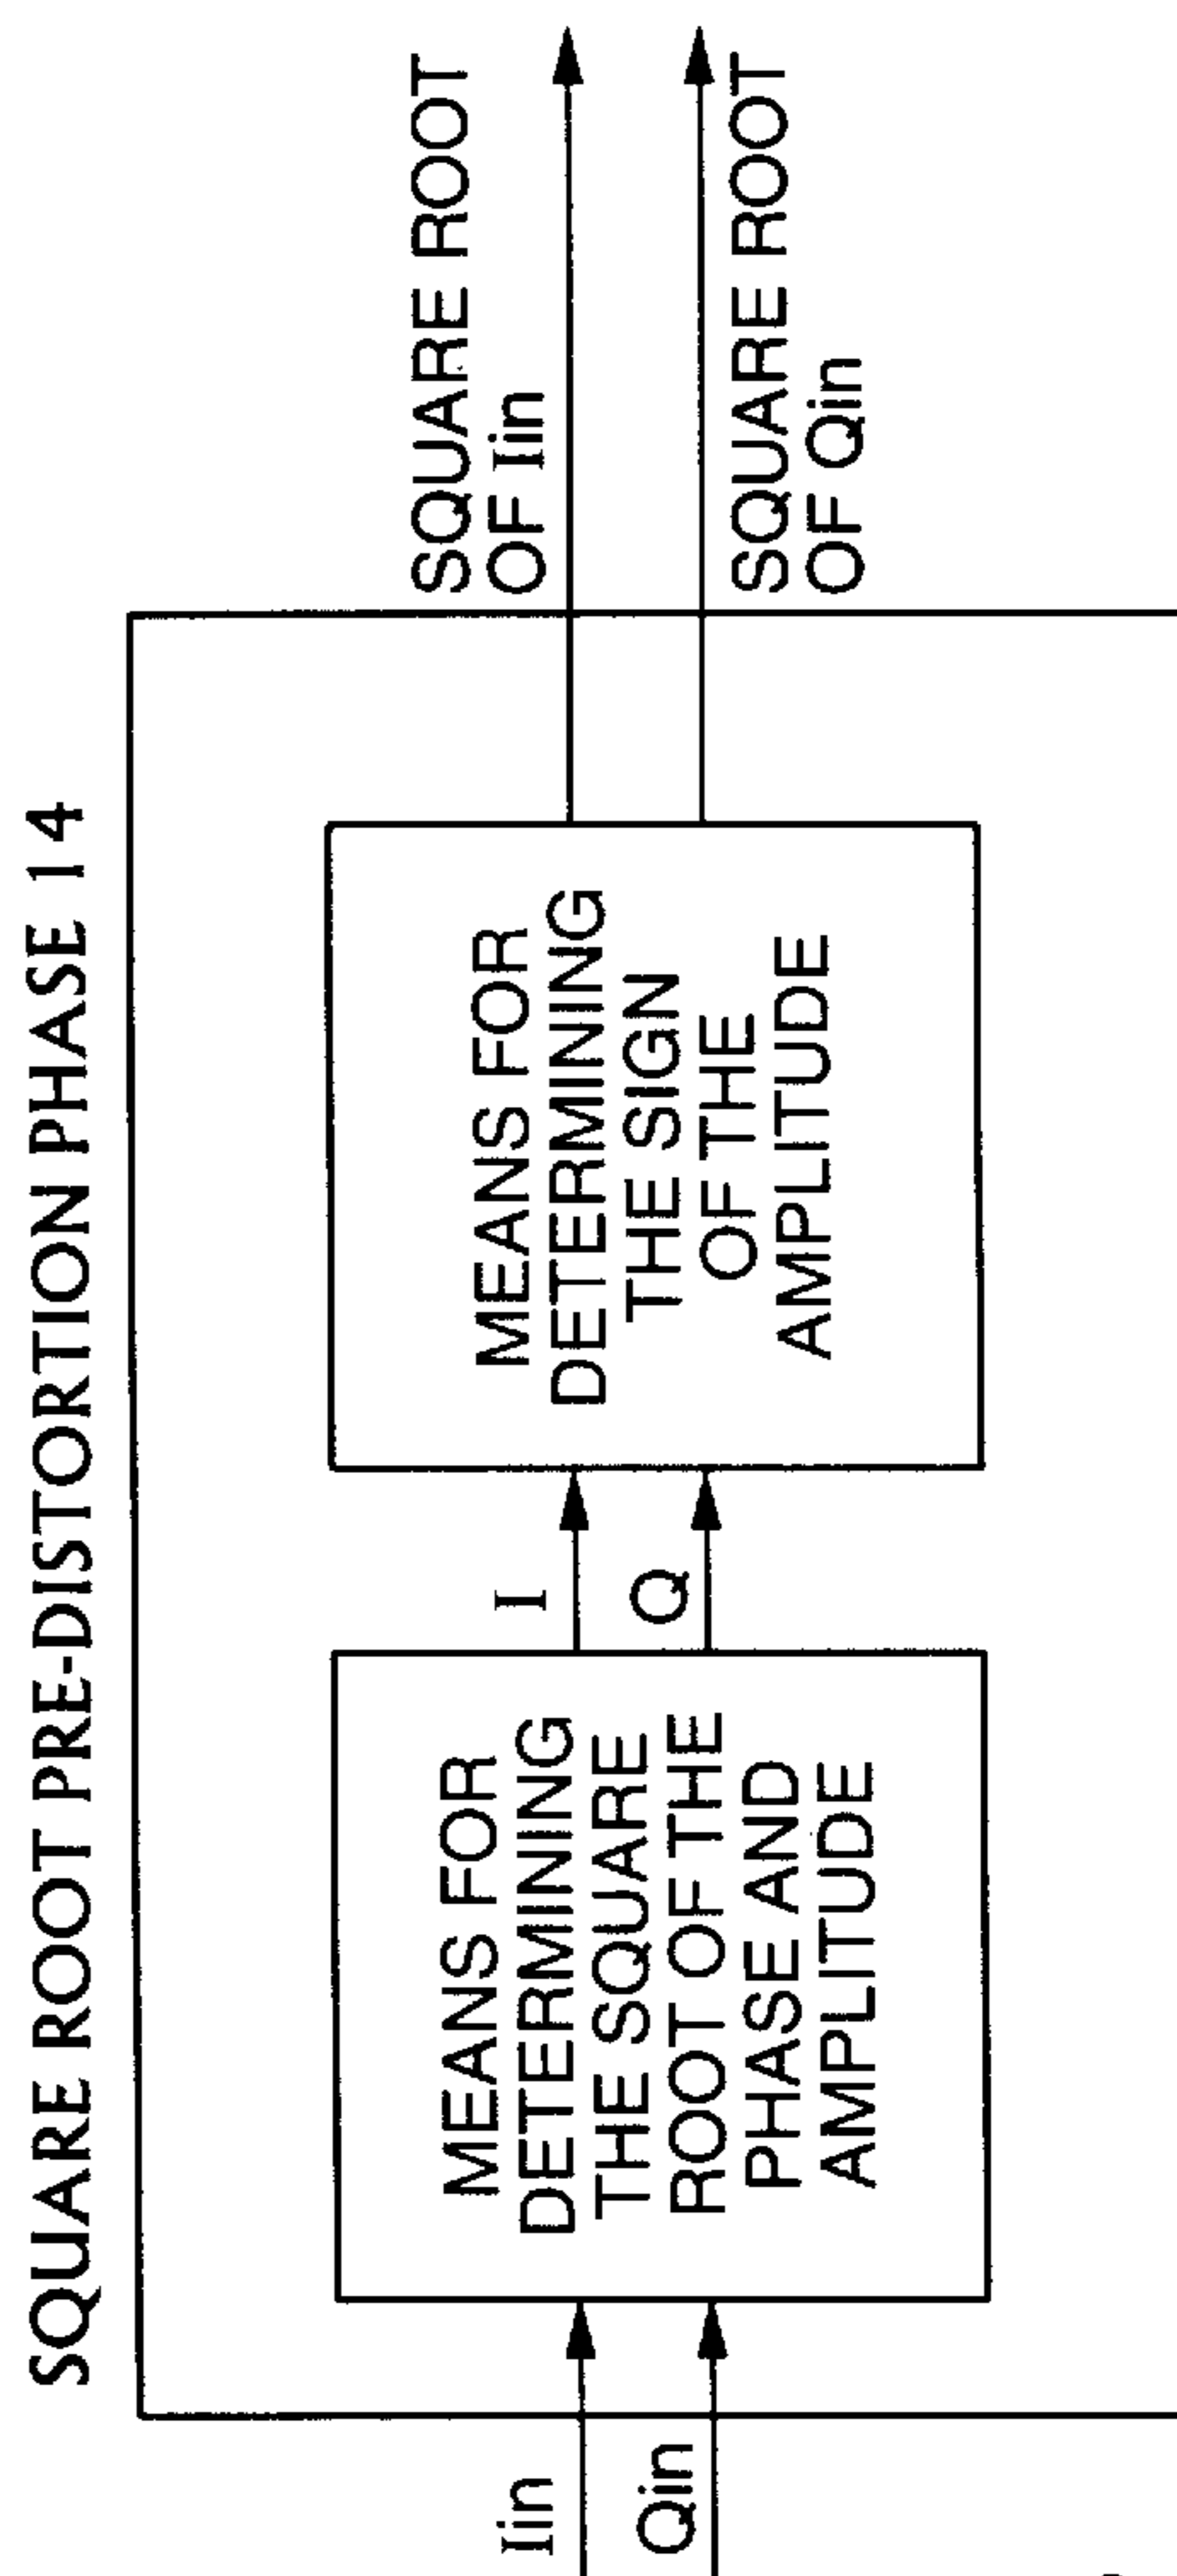 SQUARE ROOT PRE-DISTORTION PHASE 14
Iin
Qin
MEANS FOR
DETERMINING
THE SQUARE
ROOT OF THE
PHASE AND
AMPLITUDE
I
Q
MEANS FOR
DETERMINING
THE SIGN
OF THE
AMPLITUDE
SQUARE ROOT
OF Iin
SQUARE ROOT
OF Qin